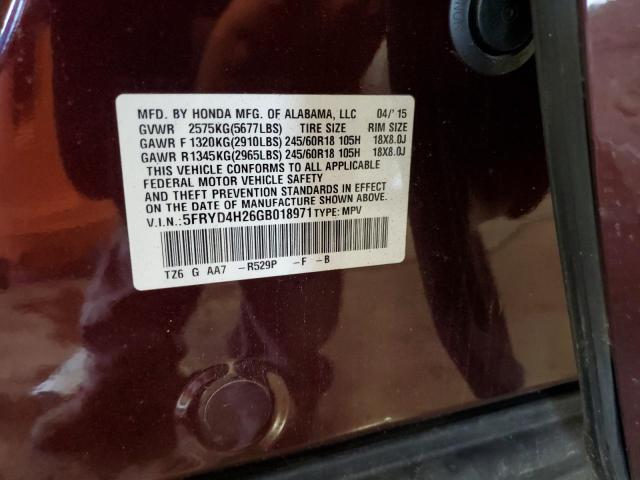 MFD. BY HONDA MFG. OF ALABAMA, LLC 04/'15
GVWR 2575KG(5677LBS) TIRE SIZE RIM SIZE
GAWR F 1320KG(2910LBS) 245/60R18 105H 18X8.0J
GAWR R 1345KG(2965LBS) 245/60R18 105H 18X8.0J
THIS VEHICLE CONFORMS TO ALL APPLICABLE
FEDERAL MOTOR VEHICLE SAFETY
AND THEFT PREVENTION STANDARDS IN EFFECT
ON THE DATE OF MANUFACTURE SHOWN ABOVE.
V.I.N.: 5FRYD4H26GB018971 TYPE: MPV
TZ6 G AA7 -R529P -F -B